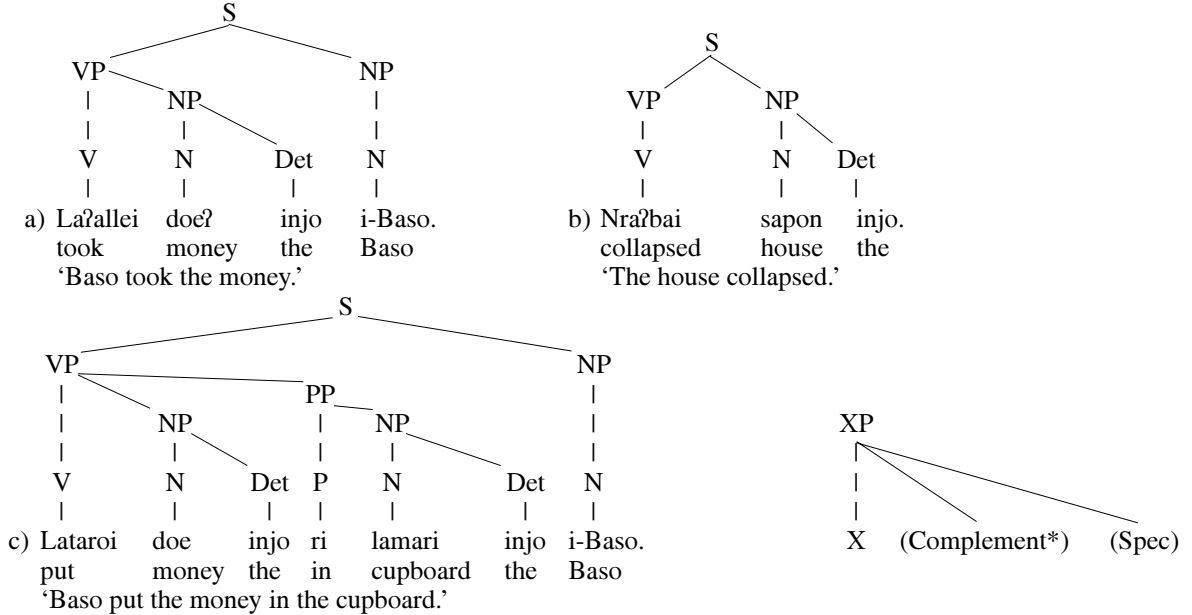 S
VP NP
NP
V N Det N
a) Laʔallei doeʔ injo i-Baso.
took money the Baso
‘Baso took the money.’
S
VP NP
V N Det
b) Nraʔbai sapon injo.
collapsed house the
‘The house collapsed.’
S
VP NP
PP
NP NP
V N Det P N Det N
c) Lataroi doe injo ri lamari injo i-Baso.
put money the in cupboard the Baso
‘Baso put the money in the cupboard.’
XP
X (Complement*) (Spec)